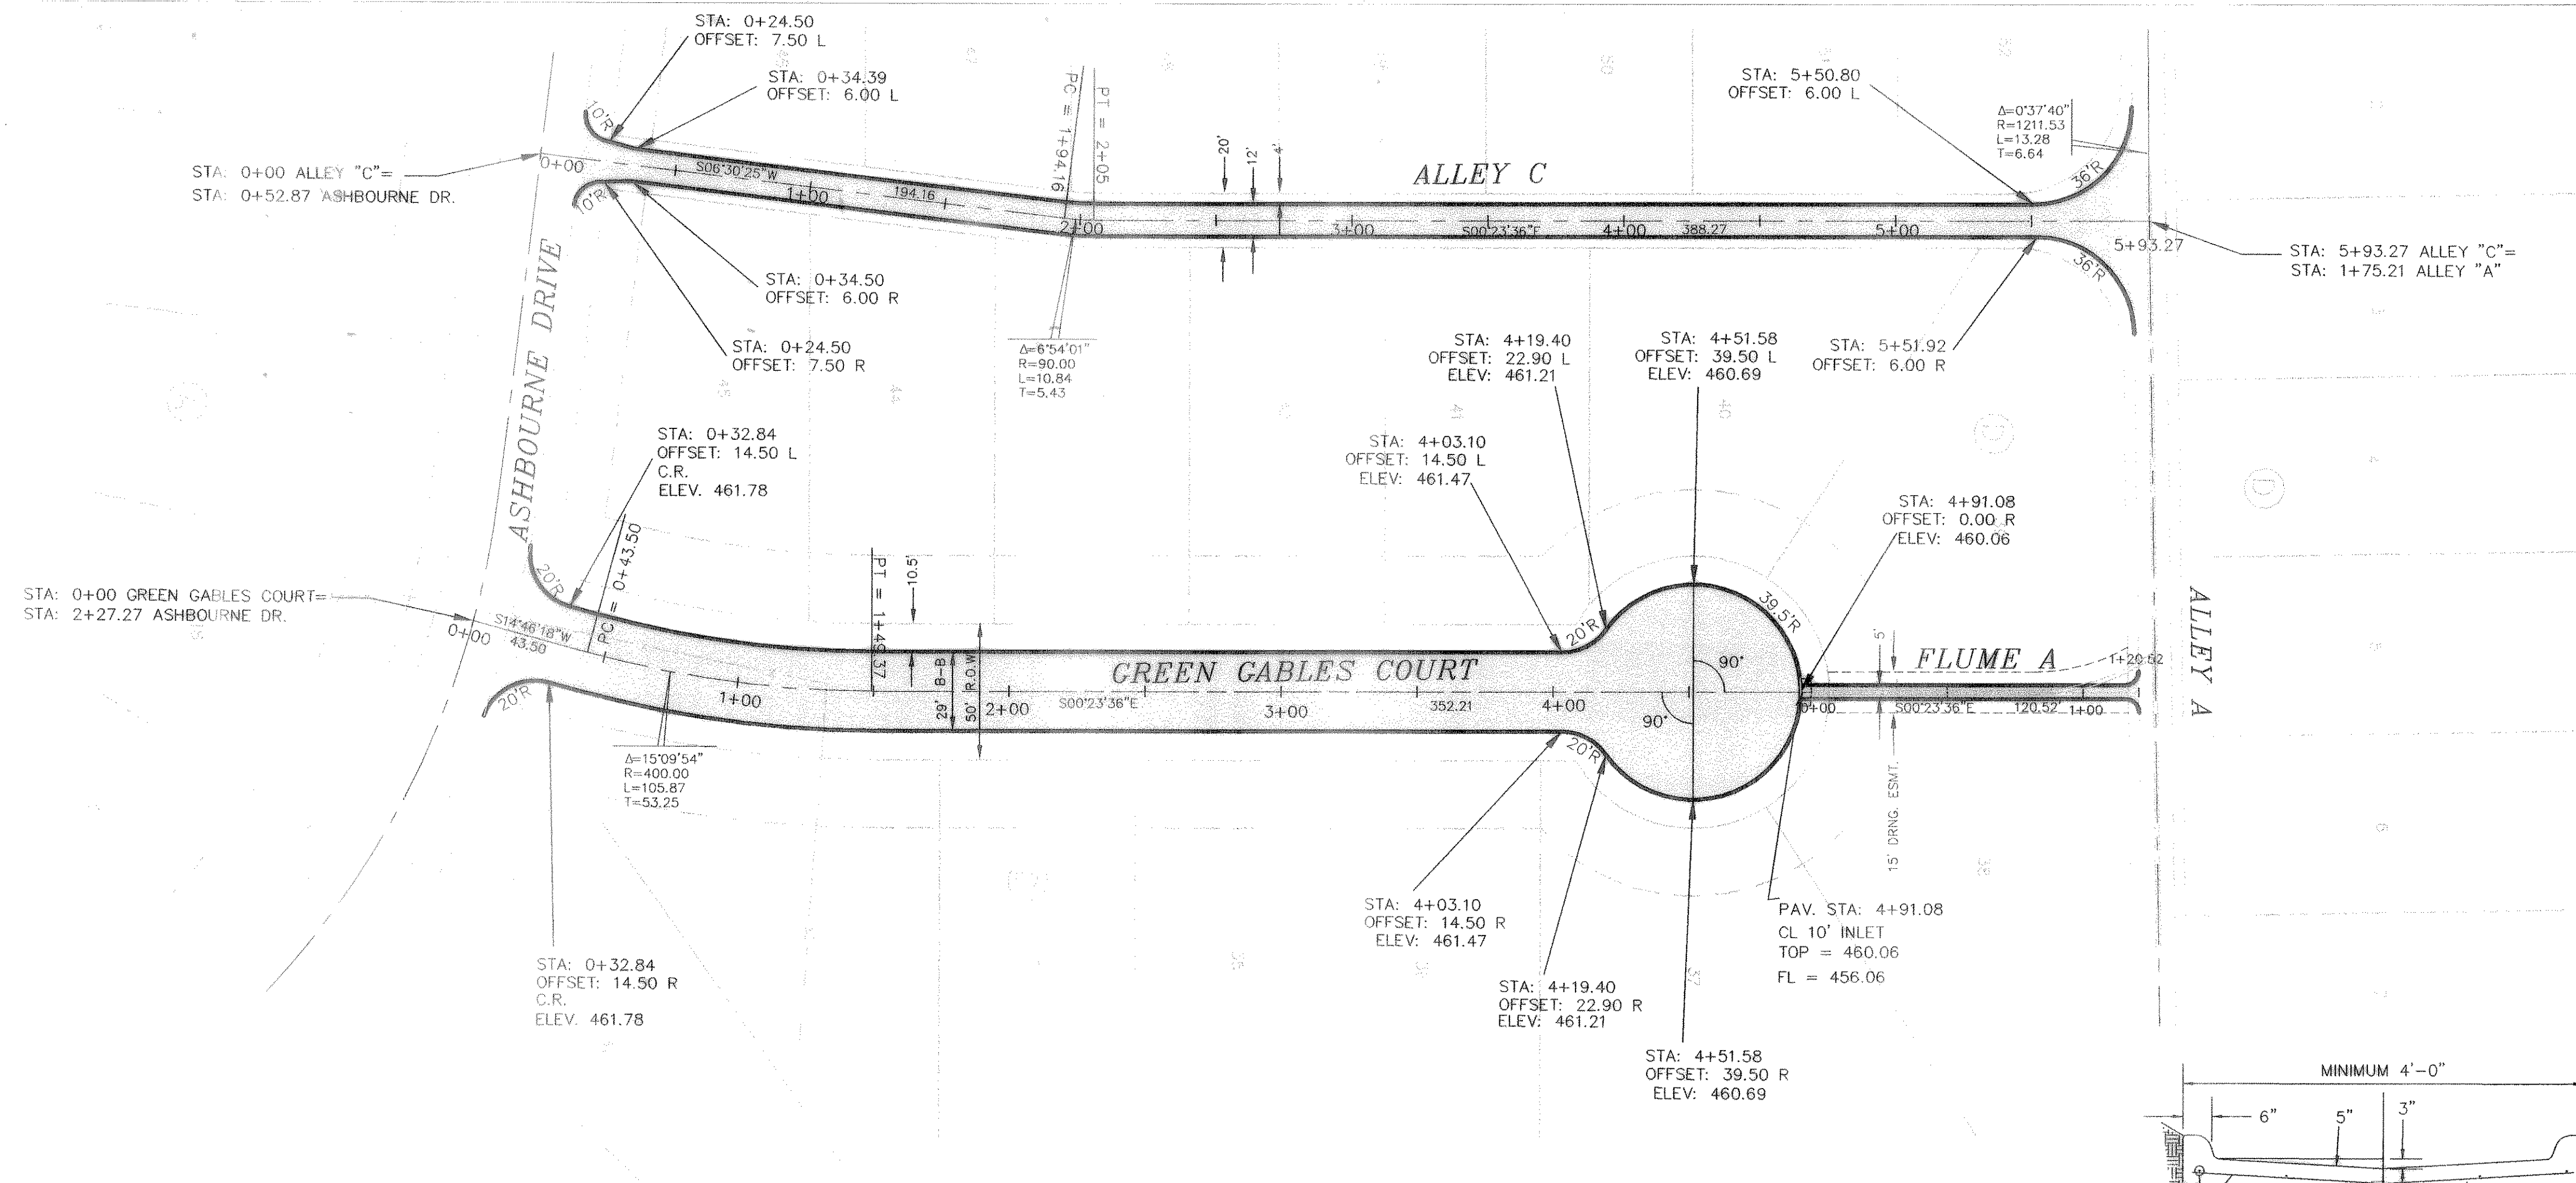 STA: 0+24.50
OFFSET: 7.50 L
STA: 0+34.39
OFFSET: 6.00 L
10'R
STA: 0+00 ALLEY "C"=
STA: 0+52.87 ASHBOURNE DR.
0+00
S06°30'25"W
1+00
194.16
PC = 1+94.16
PT = 2+05
2+00
20'
12'
4'
ALLEY C
3+00
S00°23'36"E
4+00
388.27
5+00
STA: 5+50.80
OFFSET: 6.00 L
Δ=0°37'40"
R=1211.53
L=13.28
T=6.64
36'R
36'R
5+93.27
STA: 5+93.27 ALLEY "C"=
STA: 1+75.21 ALLEY "A"
10'R
STA: 0+34.50
OFFSET: 6.00 R
STA: 0+24.50
OFFSET: 7.50 R
Δ=6°54'01"
R=90.00
L=10.84
T=5.43
STA: 5+51.92
OFFSET: 6.00 R
ASHBOURNE DRIVE
STA: 0+32.84
OFFSET: 14.50 L
C.R.
ELEV. 461.78
STA: 4+19.40
OFFSET: 22.90 L
ELEV: 461.21
STA: 4+51.58
OFFSET: 39.50 L
ELEV: 460.69
STA: 4+03.10
OFFSET: 14.50 L
ELEV: 461.47
STA: 4+91.08
OFFSET: 0.00 R
ELEV: 460.06
D
STA: 0+00 GREEN GABLES COURT=
STA: 2+27.27 ASHBOURNE DR.
20'R
0+00
S14°46'18"W
43.50
PC = 0+43.50
1+00
PT = 1+49.37
10.5'
29' B-B
50' R.O.W.
2+00
GREEN GABLES COURT
S00°23'36"E
3+00
352.21
4+00
20'R
39.5'R
90°
90°
20'R
5'
FLUME A
1+20.52
0+00
S00°23'36"E
120.52'
1+00
ALLEY A
15' DRNG. ESMT.
20'R
Δ=15°09'54"
R=400.00
L=105.87
T=53.25
STA: 0+32.84
OFFSET: 14.50 R
C.R.
ELEV. 461.78
STA: 4+03.10
OFFSET: 14.50 R
ELEV: 461.47
STA: 4+19.40
OFFSET: 22.90 R
ELEV: 461.21
PAV. STA: 4+91.08
CL 10' INLET
TOP = 460.06
FL = 456.06
STA: 4+51.58
OFFSET: 39.50 R
ELEV: 460.69
MINIMUM 4'-0"
6"
5"
3"